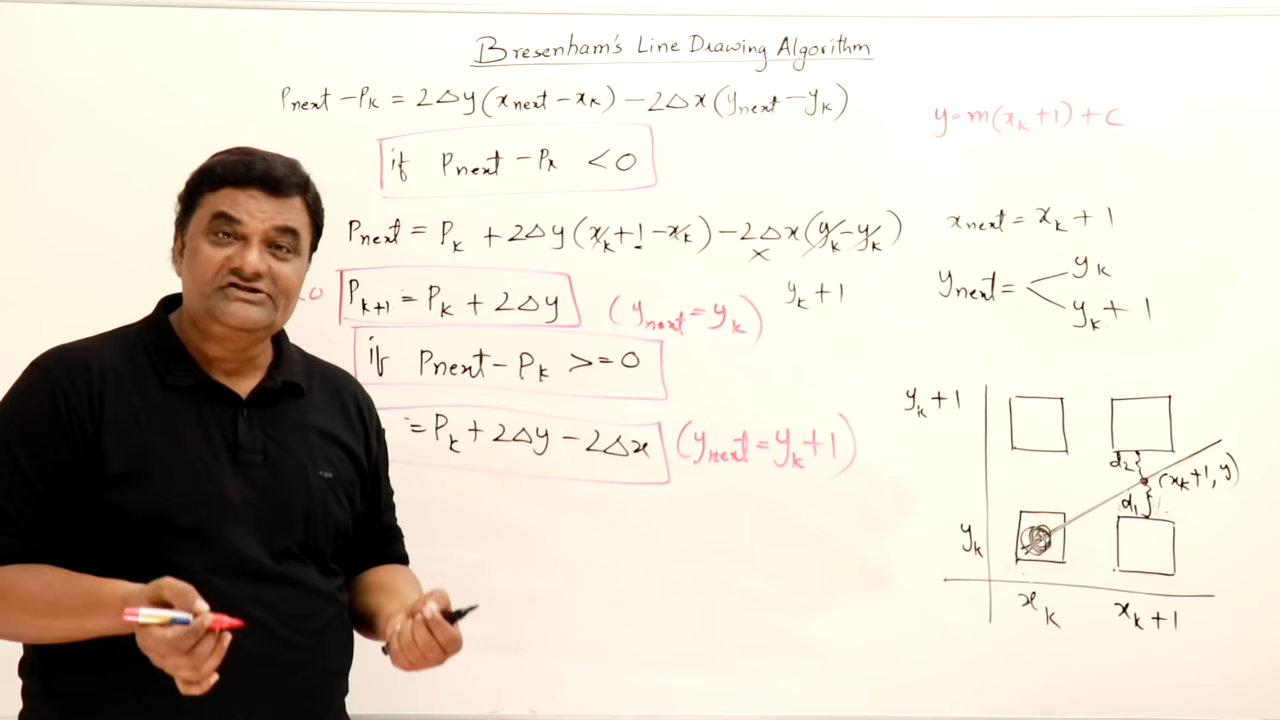 Bresenham's Line Drawing Algorithm
Pnext - Pk = 2Δy(xnext - xk) - 2Δx(ynext - yk)
y = m(xk+1) + C
if Pnext - Pk < 0
Pnext = Pk + 2Δy(xk+1 - xk) - 2Δx(yk - yk)
x
yk+1
xnext = xk + 1
ynext = yk
yk + 1
Pk+1 = Pk + 2Δy (ynext = yk)
if Pnext - Pk >= 0
= Pk + 2Δy - 2Δx (ynext = yk + 1)
yk + 1
d2 (xk+1, y)
d1
yk
xk xk+1